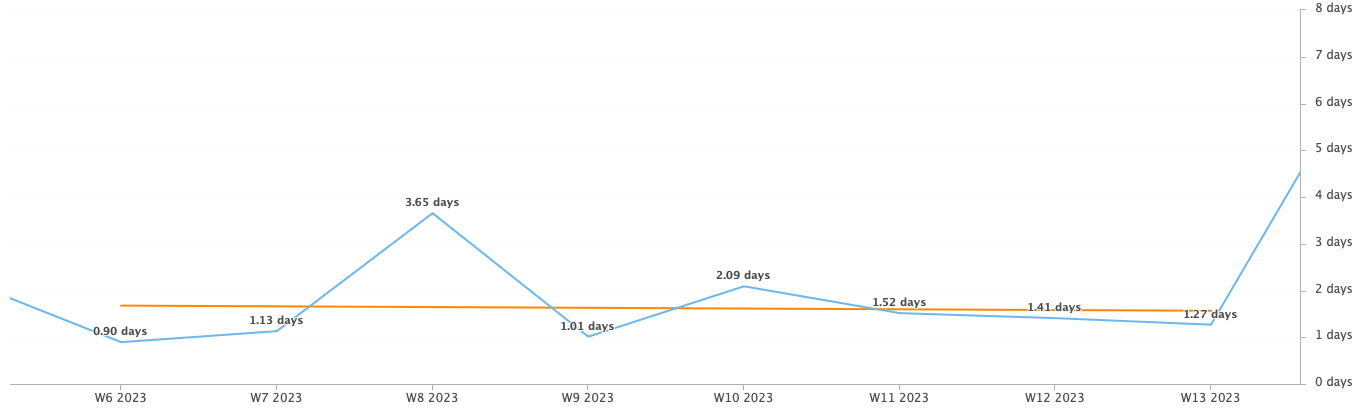 8 days
7 days
6 days
5 days
4 days
3 days
2 days
1 days
0 days
0.90 days
1.13 days
3.65 days
1.01 days
2.09 days
1.52 days
1.41 days
1.27 days
W6 2023
W7 2023
W8 2023
W9 2023
W10 2023
W11 2023
W12 2023
W13 2023